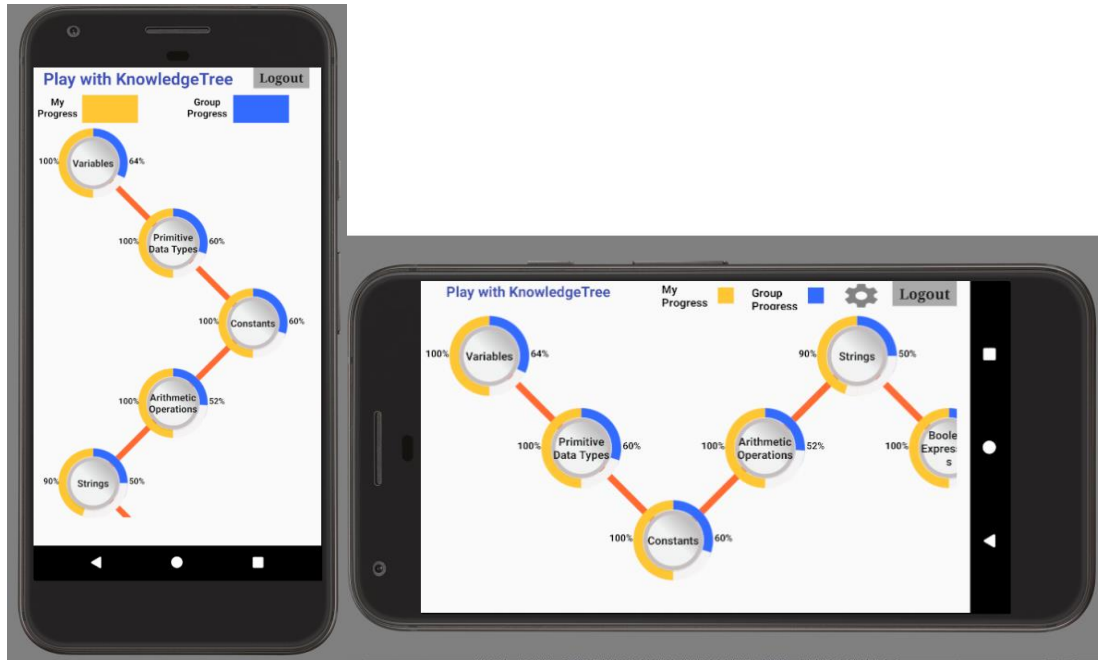 Play with KnowledgeTree
Logout
My
Progress
Group
Progress
100%
Variables
64%
100%
Primitive
Data Types
60%
100%
Constants
60%
100%
Arithmetic
Operations
52%
90%
Strings
50%
Play with KnowledgeTree
My
Progress
Group
Progress
Logout
100%
Variables
64%
90%
Strings
50%
100%
Primitive
Data Types
60%
100%
Arithmetic
Operations
52%
100%
Boole
Express
s
100%
Constants
60%